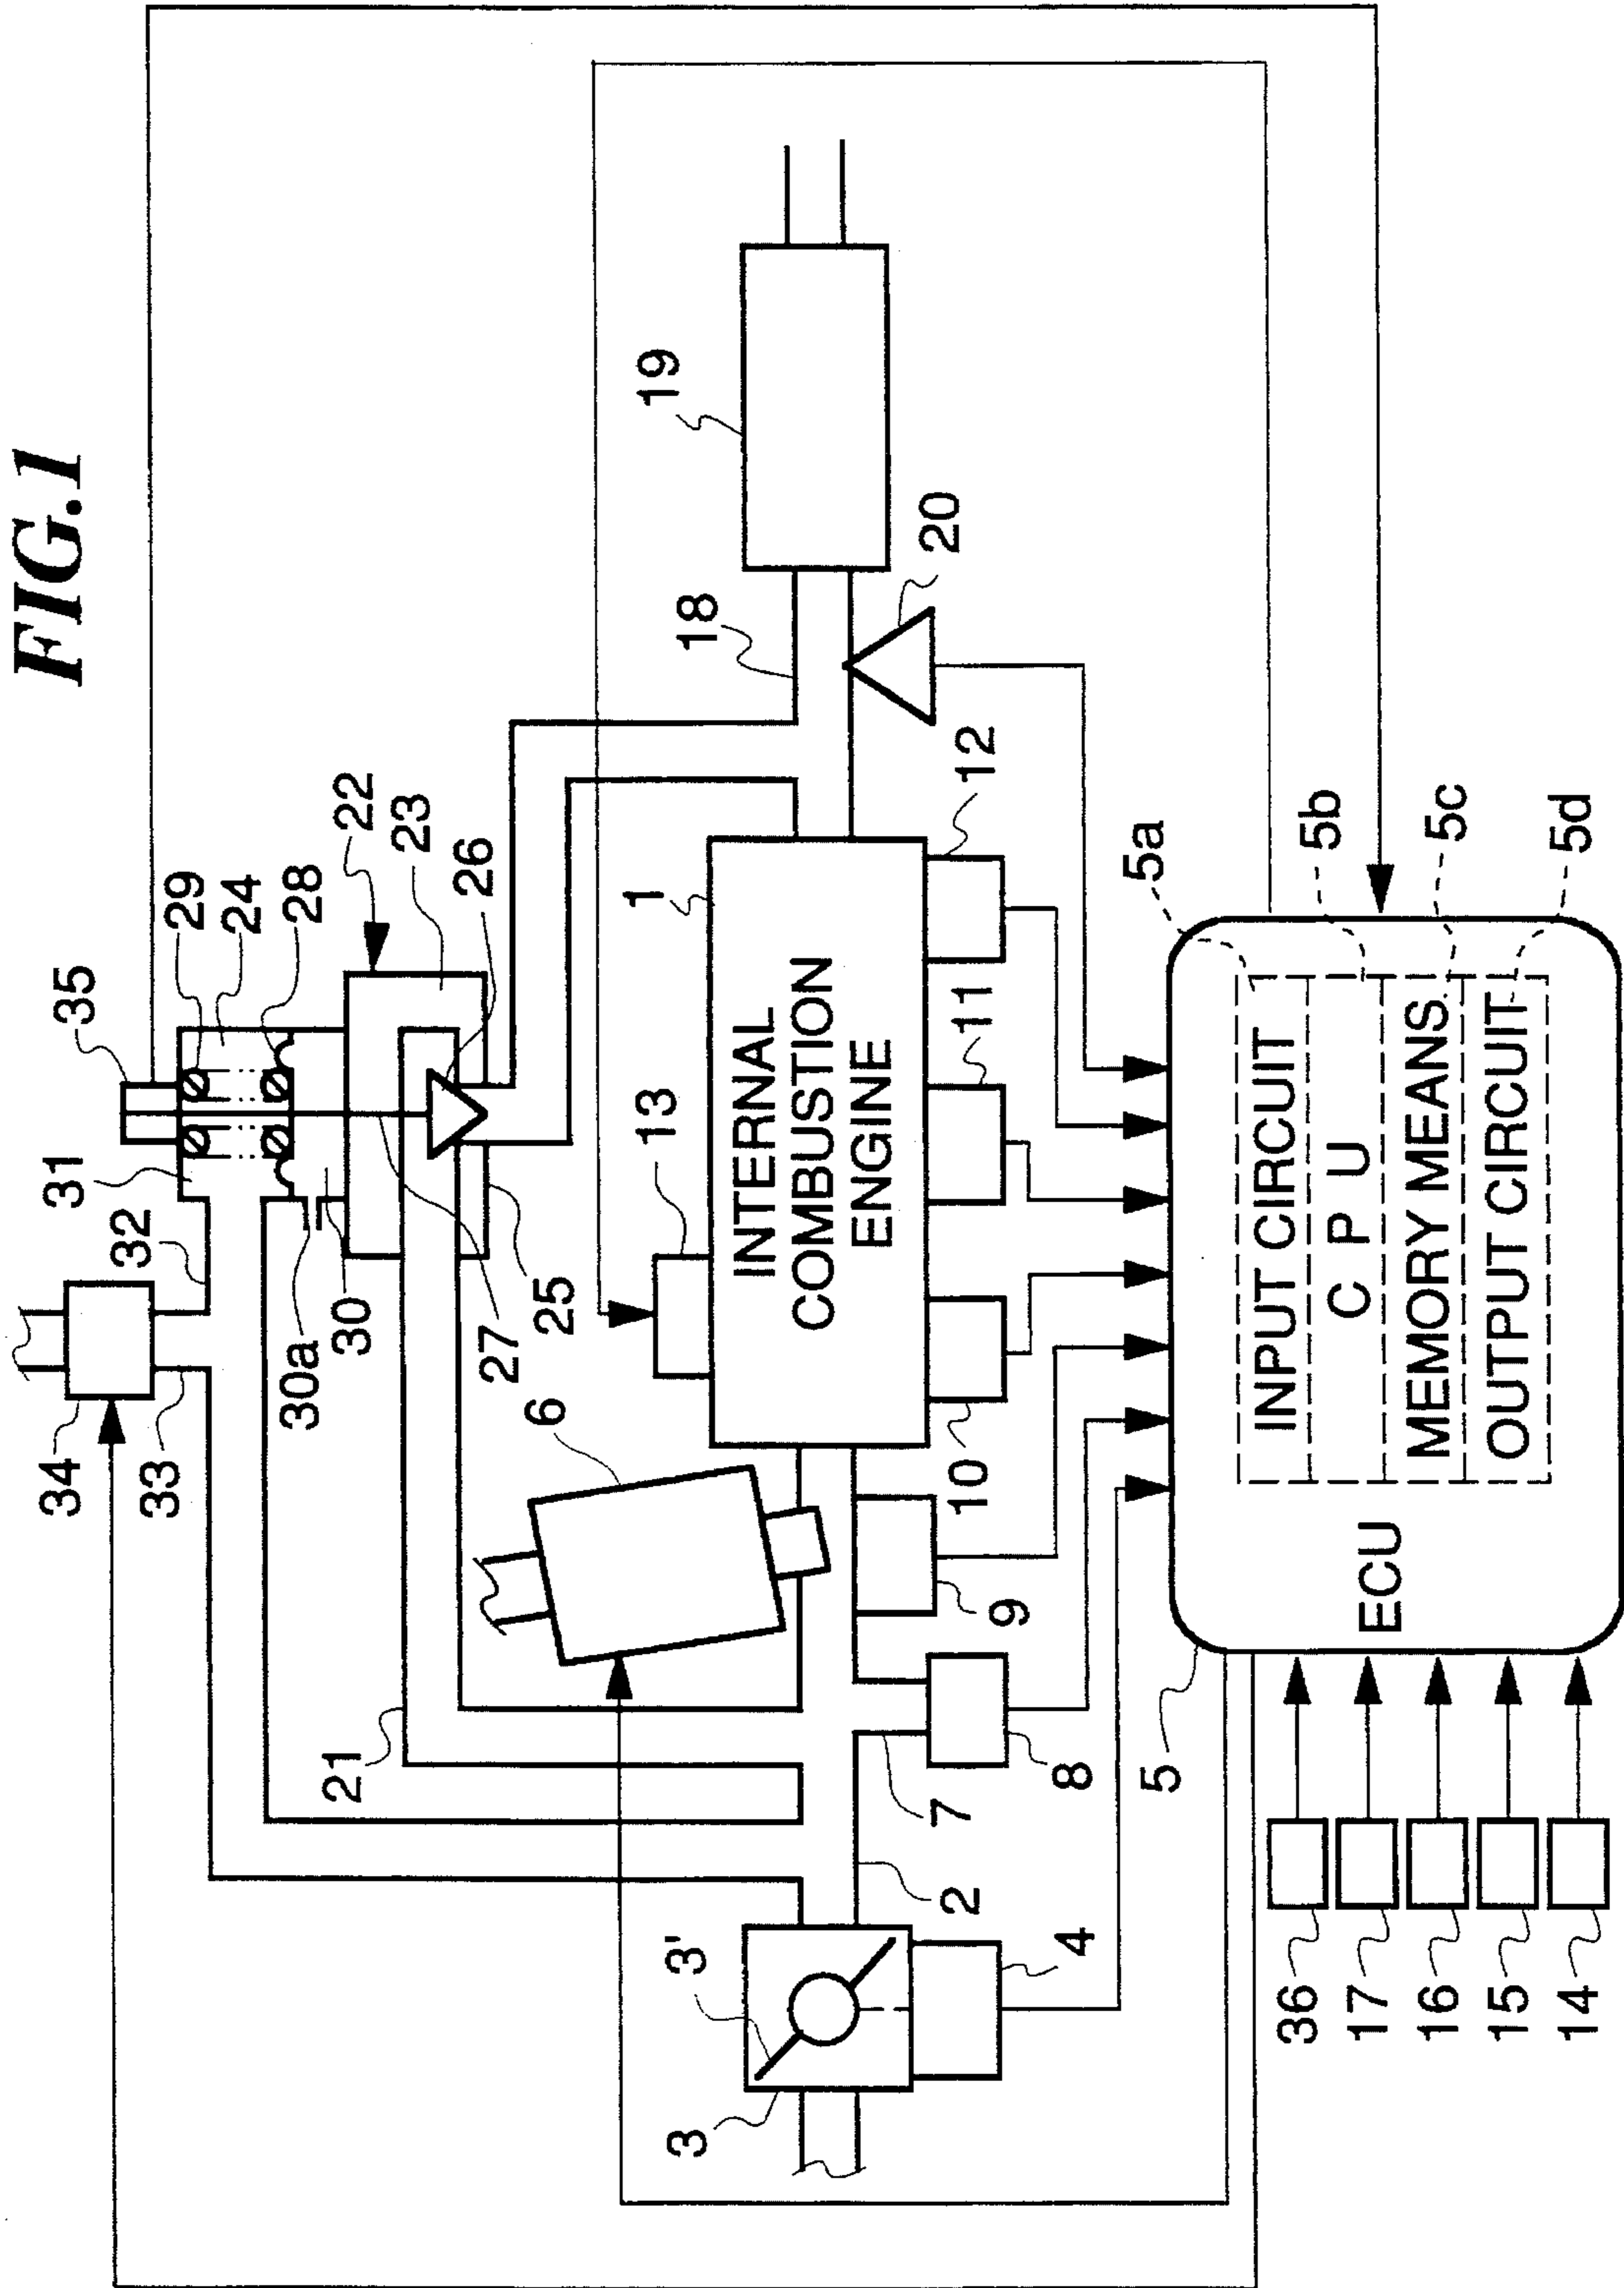 FIG.1
34
33
32
31
35
29
24
28
22
23
26
30a
30
27
25
21
6
13
1
INTERNAL
COMBUSTION
ENGINE
18
19
20
3
3'
4
2
7
8
9
10
11
12
5
ECU
INPUT CIRCUIT
C P U
MEMORY MEANS
OUTPUT CIRCUIT
5a
5b
5c
5d
36
17
16
15
14